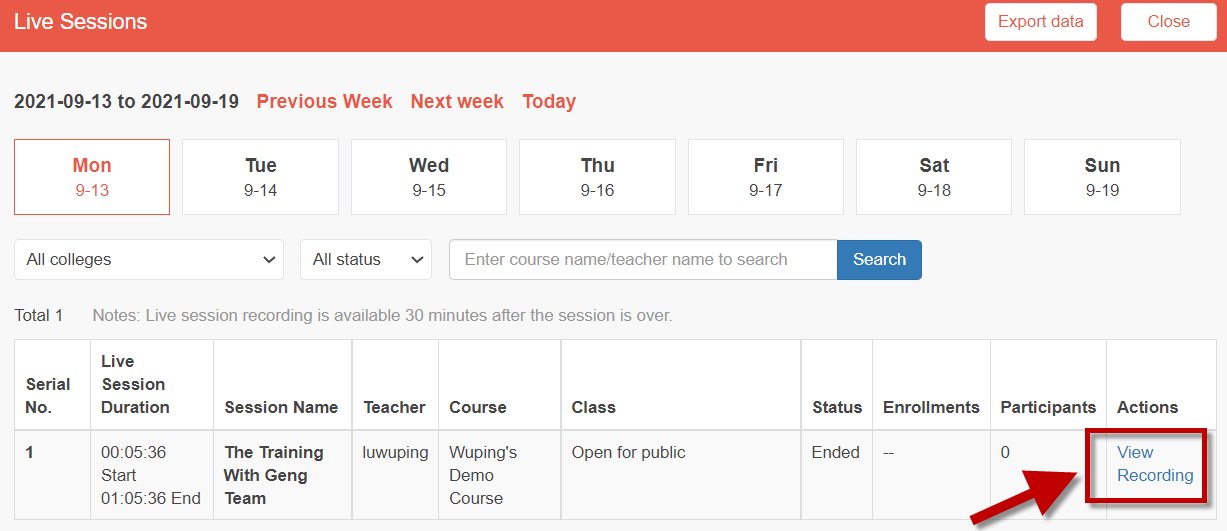 Live Sessions Export data Close
2021-09-13 to 2021-09-19 Previous Week Next week Today
Mon Tue Wed Thu Fri Sat Sun
9-13 9-14 9-15 9-16 9-17 9-18 9-19
All colleges All status Enter course name/teacher name to search Search
Total 1 Notes: Live session recording is available 30 minutes after the session is over.
Serial No.
Live Session Duration
Session Name
Teacher
Course
Class
Status
Enrollments
Participants
Actions
1
00:05:36
Start
01:05:36 End
The Training
With Geng
Team
luwuping
Wuping's
Demo
Course
Open for public
Ended
--
0
View
Recording